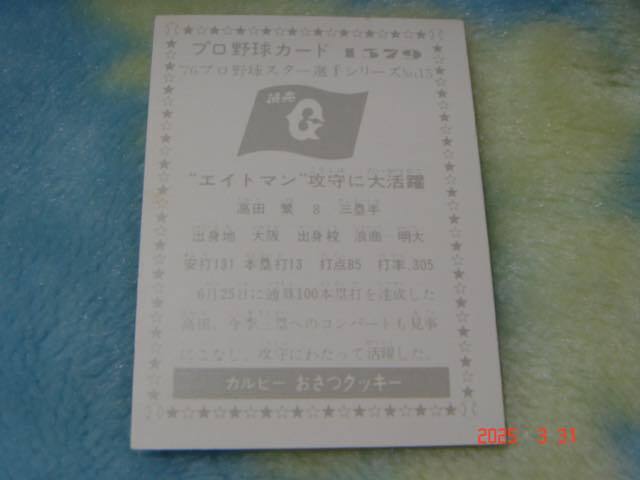 プロ野球カード 1579
'76プロ野球スター選手シリーズNo.15
読売
G
"エイトマン"攻守に大活躍
高田 繁 8 三塁手
出身地 大阪 出身校 浪商 明大
安打131 本塁打13 打点65 打率.305
6月25日に通算100本塁打を達成した
高田、今季三塁へのコンバートも見事
にこなし、攻守にわたって活躍した。
カルビー おさつクッキー
2025 3 31